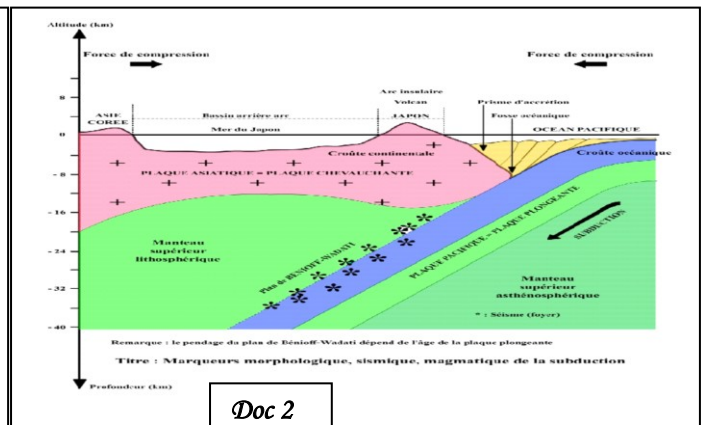 Altitude (km)
Force de compression
Force de compression
Arc insulaire
Volcan
Prisme d'accrétion
ASIE
Bassin arrière arc
JAPON
Fosse océanique
COREE
Mer du Japon
OCEAN PACIFIQUE
8
0
Croûte continentale
Croûte océanique
PLAQUE ASIATIQUE = PLAQUE CHEVAUCHANTE
- 8
- 16
Manteau
supérieur
lithosphérique
Plan de BENIOFF-WADATI
PLAQUE PACIFIQUE = PLAQUE PLONGEANTE
SUBDUCTION
- 24
Manteau
supérieur
asthénosphérique
- 32
* : Séisme (foyer)
- 40
Remarque : le pendage du plan de Bénioff-Wadati dépend de l'âge de la plaque plongeante
Titre : Marqueurs morphologique, sismique, magmatique de la subduction
Profondeur (km)
Doc 2